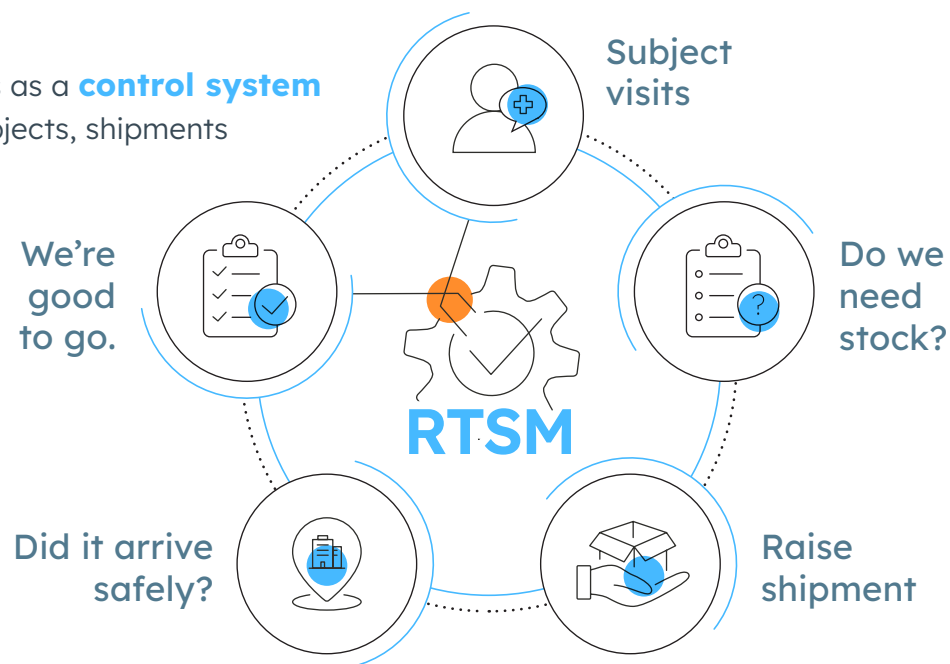 as a control system
shipments
Subject
visits
Do we
need
stock?
Raise
shipment
Did it arrive
safely?
We’re
good
to go.
RTSM
?